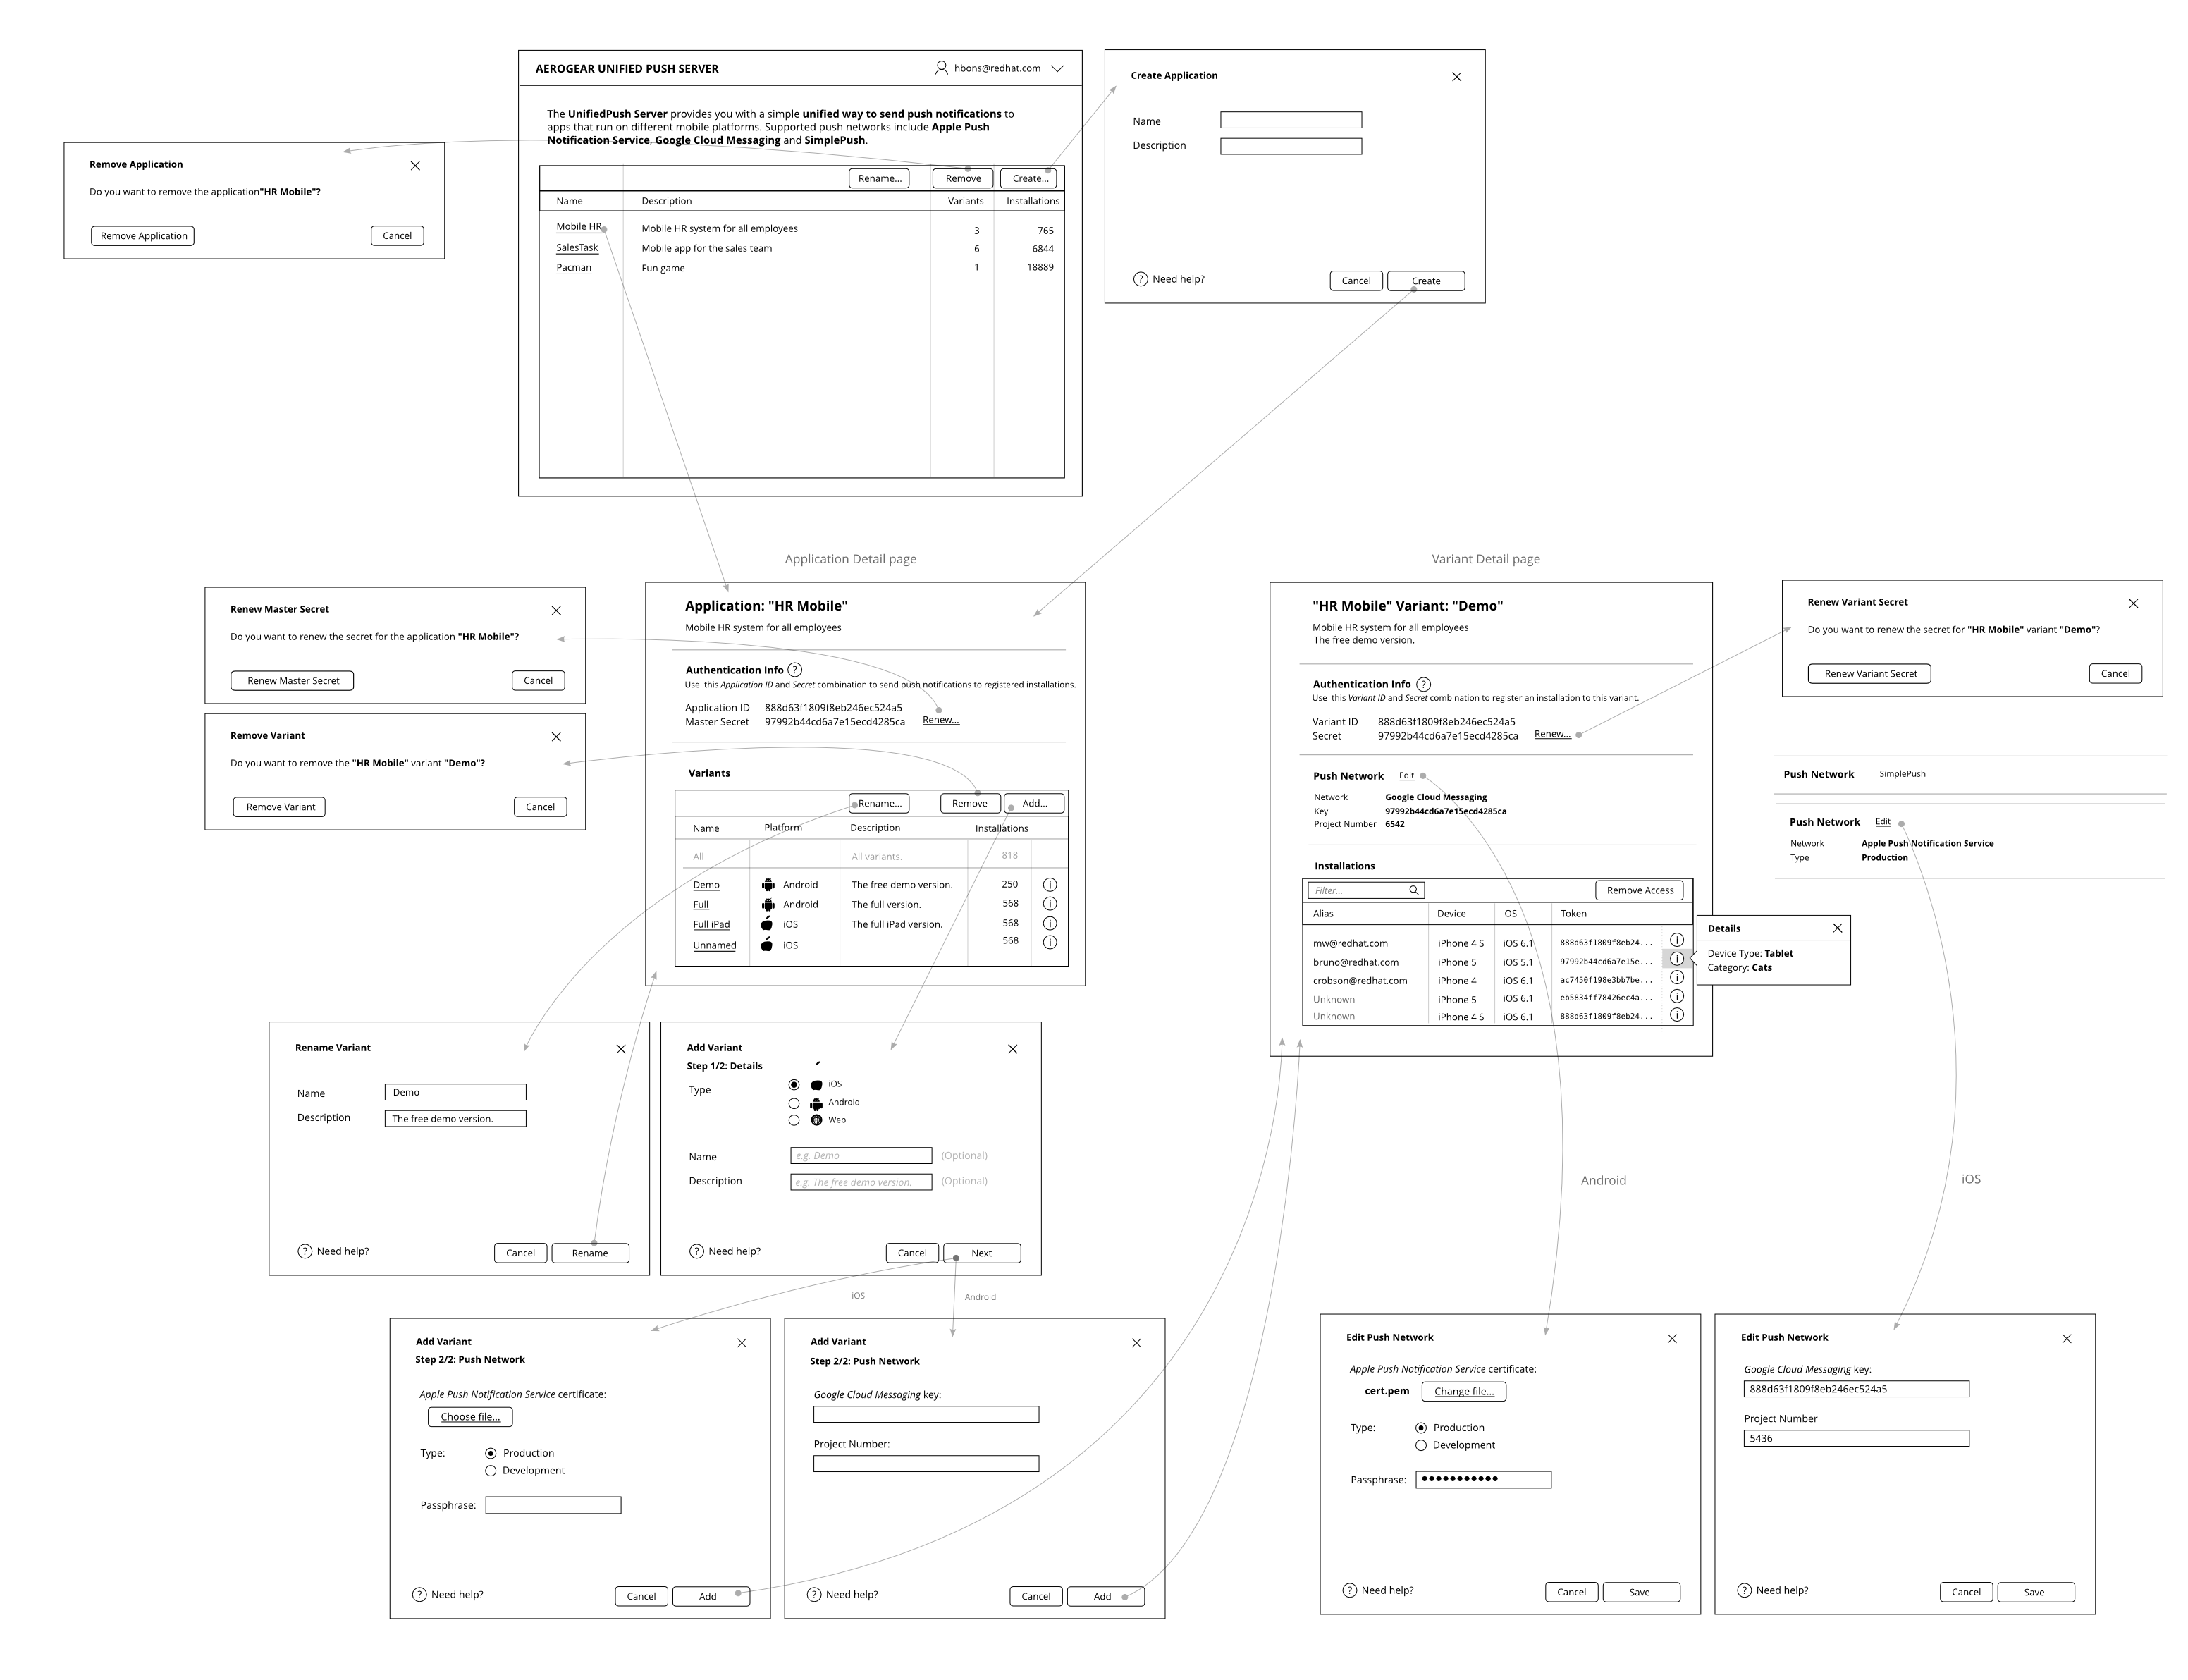 AEROGEAR UNIFIED PUSH SERVER
hbons@redhat.com
The UnifiedPush Server provides you with a simple unified way to send push notifications to
apps that run on different mobile platforms. Supported push networks include Apple Push
Notification Service, Google Cloud Messaging and SimplePush.
Rename... Remove Create...
Name Description Variants Installations
Mobile HR Mobile HR system for all employees 3 765
SalesTask Mobile app for the sales team 6 6844
Pacman Fun game 1 18889
Create Application
Name
Description
? Need help? Cancel Create
Remove Application
Do you want to remove the application"HR Mobile"?
Remove Application Cancel
Application Detail page
Variant Detail page
Renew Master Secret
Do you want to renew the secret for the application "HR Mobile"?
Renew Master Secret Cancel
Remove Variant
Do you want to remove the "HR Mobile" variant "Demo"?
Remove Variant Cancel
Application: "HR Mobile"
Mobile HR system for all employees
Authentication Info ?
Use this Application ID and Secret combination to send push notifications to registered installations.
Application ID 888d63f1809f8eb246ec524a5
Master Secret 97992b44cd6a7e15ecd4285ca Renew...
Variants
Rename... Remove Add...
Name Platform Description Installations
All All variants. 818
Demo Android The free demo version. 250 i
Full Android The full version. 568 i
Full iPad iOS The full iPad version. 568 i
Unnamed iOS 568 i
"HR Mobile" Variant: "Demo"
Mobile HR system for all employees
The free demo version.
Authentication Info ?
Use this Variant ID and Secret combination to register an installation to this variant.
Variant ID 888d63f1809f8eb246ec524a5
Secret 97992b44cd6a7e15ecd4285ca Renew...
Push Network Edit
Network Google Cloud Messaging
Key 97992b44cd6a7e15ecd4285ca
Project Number 6542
Installations
Filter... Remove Access
Alias Device OS Token
mw@redhat.com iPhone 4 S iOS 6.1 888d63f1809f8eb24... i
bruno@redhat.com iPhone 5 iOS 5.1 97992b44cd6a7e15e... i
crobson@redhat.com iPhone 4 iOS 6.1 ac7450f198e3bb7be... i
Unknown iPhone 5 iOS 6.1 eb5834ff78426ec4a... i
Unknown iPhone 4 S iOS 6.1 888d63f1809f8eb24... i
Details
Device Type: Tablet
Category: Cats
Renew Variant Secret
Do you want to renew the secret for "HR Mobile" variant "Demo"?
Renew Variant Secret Cancel
Push Network SimplePush
Push Network Edit
Network Apple Push Notification Service
Type Production
Rename Variant
Name Demo
Description The free demo version.
? Need help? Cancel Rename
Add Variant
Step 1/2: Details
Type iOS
Android
Web
Name e.g. Demo (Optional)
Description e.g. The free demo version. (Optional)
? Need help? Cancel Next
iOS
Android
Android
iOS
Add Variant
Step 2/2: Push Network
Apple Push Notification Service certificate:
Choose file...
Type: Production
Development
Passphrase:
? Need help? Cancel Add
Add Variant
Step 2/2: Push Network
Google Cloud Messaging key:
Project Number:
? Need help? Cancel Add
Edit Push Network
Apple Push Notification Service certificate:
cert.pem Change file...
Type: Production
Development
Passphrase: ●●●●●●●●●●●
? Need help? Cancel Save
Edit Push Network
Google Cloud Messaging key:
888d63f1809f8eb246ec524a5
Project Number
5436
? Need help? Cancel Save